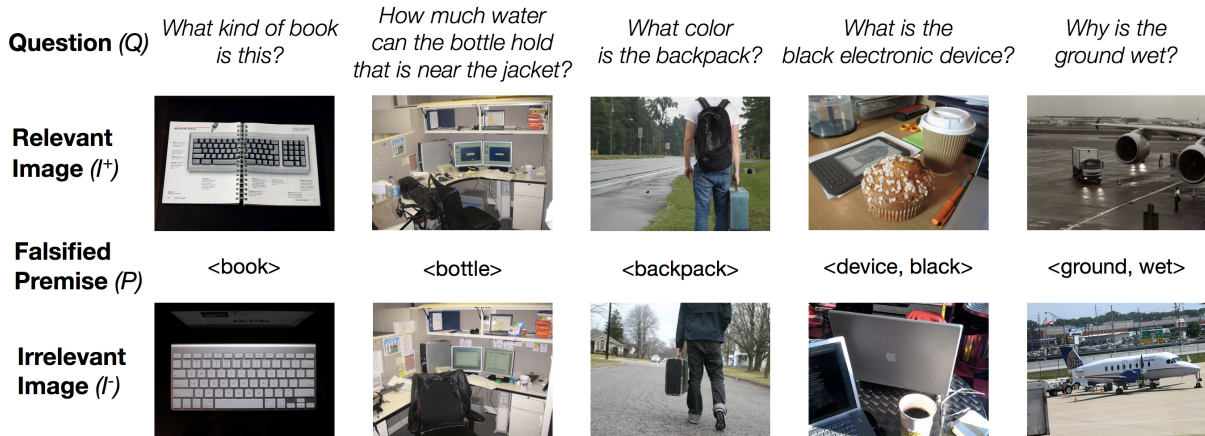 Question (Q)
What kind of book
is this?
How much water
can the bottle hold
that is near the jacket?
What color
is the backpack?
What is the
black electronic device?
Why is the
ground wet?
Relevant
Image (I+)
Falsified
Premise (P)
<book>
<bottle>
<backpack>
<device, black>
<ground, wet>
Irrelevant
Image (I-)